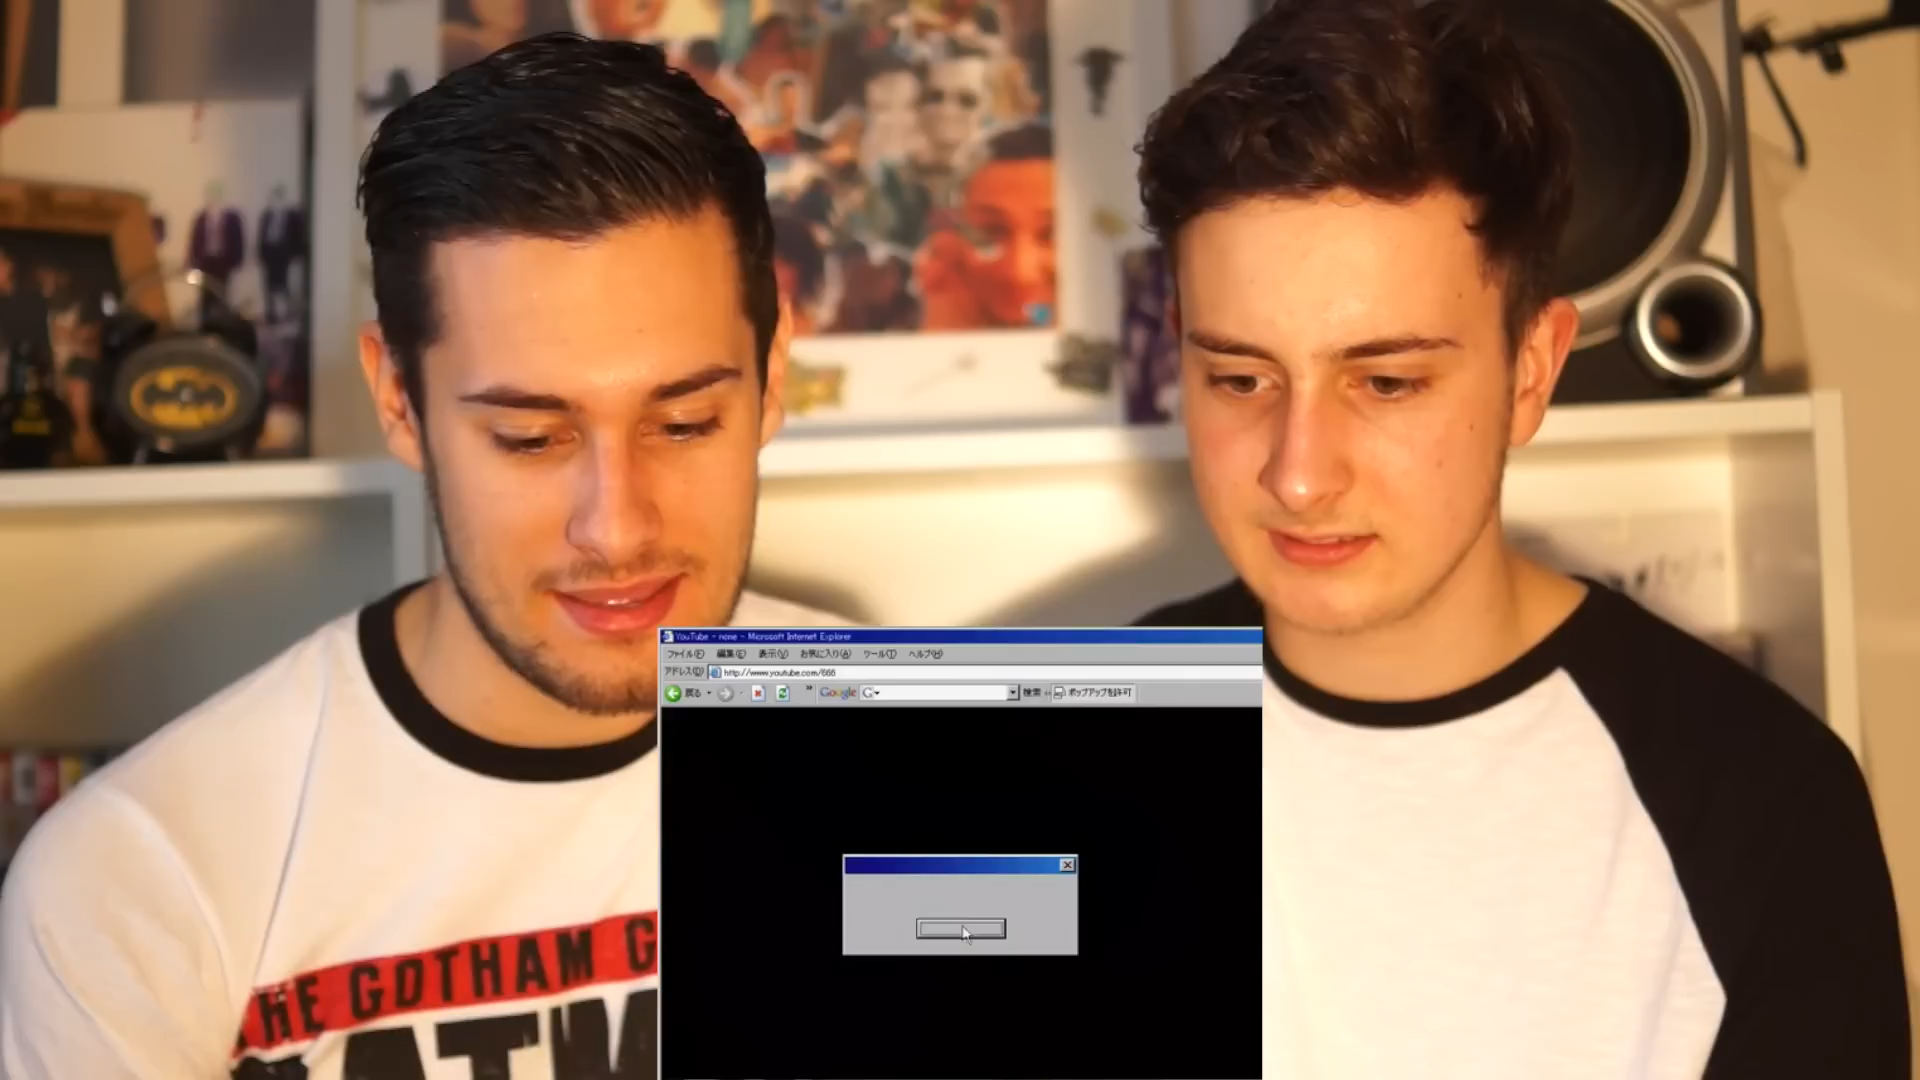 YouTube - none - Microsoft Internet Explorer
ファイル(F) 編集(E) 表示(V) お気に入り(A) ツール(T) ヘルプ(H)
アドレス(D) http://www.youtube.com/666
戻る » Google G 検索 ‹‹ ポップアップを許可
HE GOTHAM G
ATM